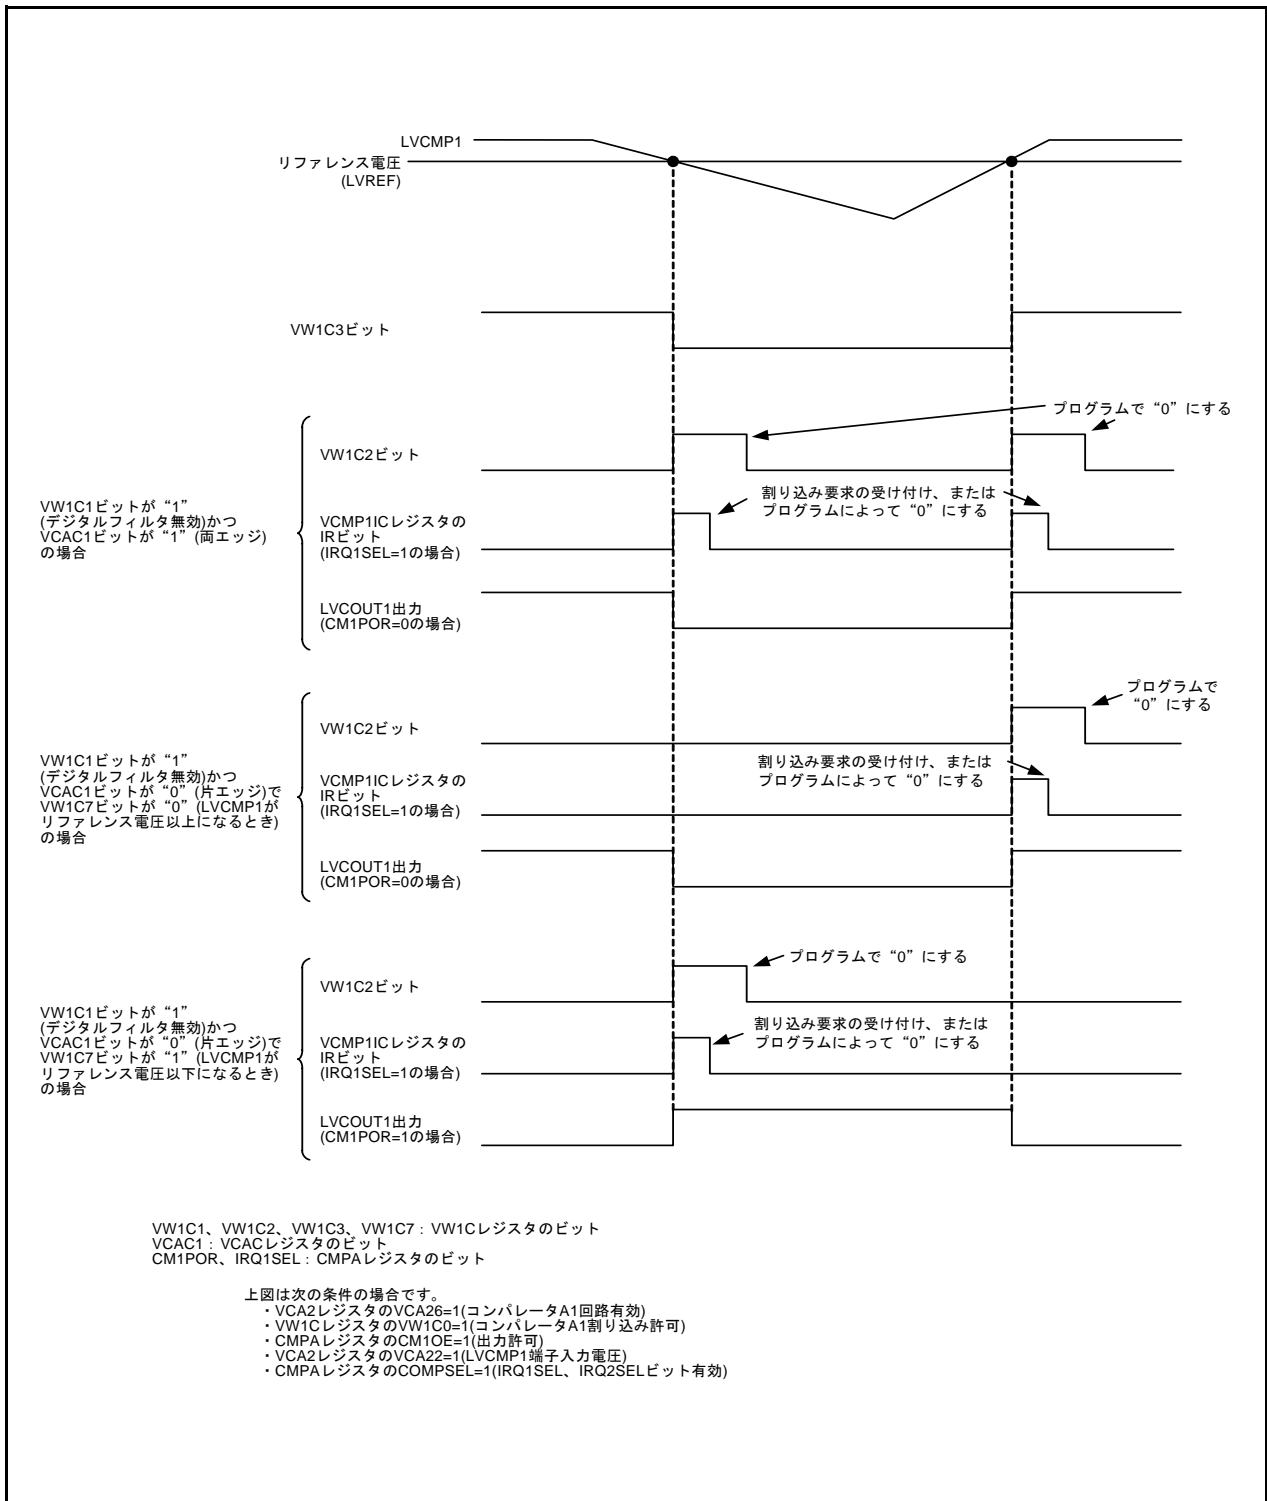 LVCMP1
リファレンス電圧
(LVREF)
VW1C3ビット
プログラムで“0”にする
VW1C2ビット
VW1C1ビットが“1”
(デジタルフィルタ無効)かつ
VCAC1ビットが“1”(両エッジ)
の場合
VCMP1ICレジスタの
IRビット
(IRQ1SEL=1の場合)
割り込み要求の受け付け、または
プログラムによって“0”にする
LVCOUT1出力
(CM1POR=0の場合)
プログラムで
“0”にする
VW1C2ビット
VW1C1ビットが“1”
(デジタルフィルタ無効)かつ
VCAC1ビットが“0”(片エッジ)で
VW1C7ビットが“0”(LVCMP1が
リファレンス電圧以上になるとき)
の場合
VCMP1ICレジスタの
IRビット
(IRQ1SEL=1の場合)
割り込み要求の受け付け、または
プログラムによって“0”にする
LVCOUT1出力
(CM1POR=0の場合)
プログラムで“0”にする
VW1C2ビット
VW1C1ビットが“1”
(デジタルフィルタ無効)かつ
VCAC1ビットが“0”(片エッジ)で
VW1C7ビットが“1”(LVCMP1が
リファレンス電圧以下になるとき)
の場合
VCMP1ICレジスタの
IRビット
(IRQ1SEL=1の場合)
割り込み要求の受け付け、または
プログラムによって“0”にする
LVCOUT1出力
(CM1POR=1の場合)
VW1C1、VW1C2、VW1C3、VW1C7：VW1Cレジスタのビット
VCAC1：VCACレジスタのビット
CM1POR、IRQ1SEL：CMPAレジスタのビット
上図は次の条件の場合です。
・VCA2レジスタのVCA26=1(コンパレータA1回路有効)
・VW1CレジスタのVW1C0=1(コンパレータA1割り込み許可)
・CMPAレジスタのCM1OE=1(出力許可)
・VCA2レジスタのVCA22=1(LVCMP1端子入力電圧)
・CMPAレジスタのCOMPSEL=1(IRQ1SEL、IRQ2SELビット有効)